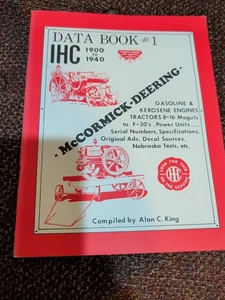 DATA BOOK #1
IHC
1900
to
1940
McCORMICK-DEERING
GASOLINE &
KEROSENE ENGINES
TRACTORS 8-16 Moguls
to F-30's, Power Units....
Serial Numbers, Specifications,
Original Ads, Decal Sources,
Nebraska Tests, etc.
IHC
Compiled by Alan C. King